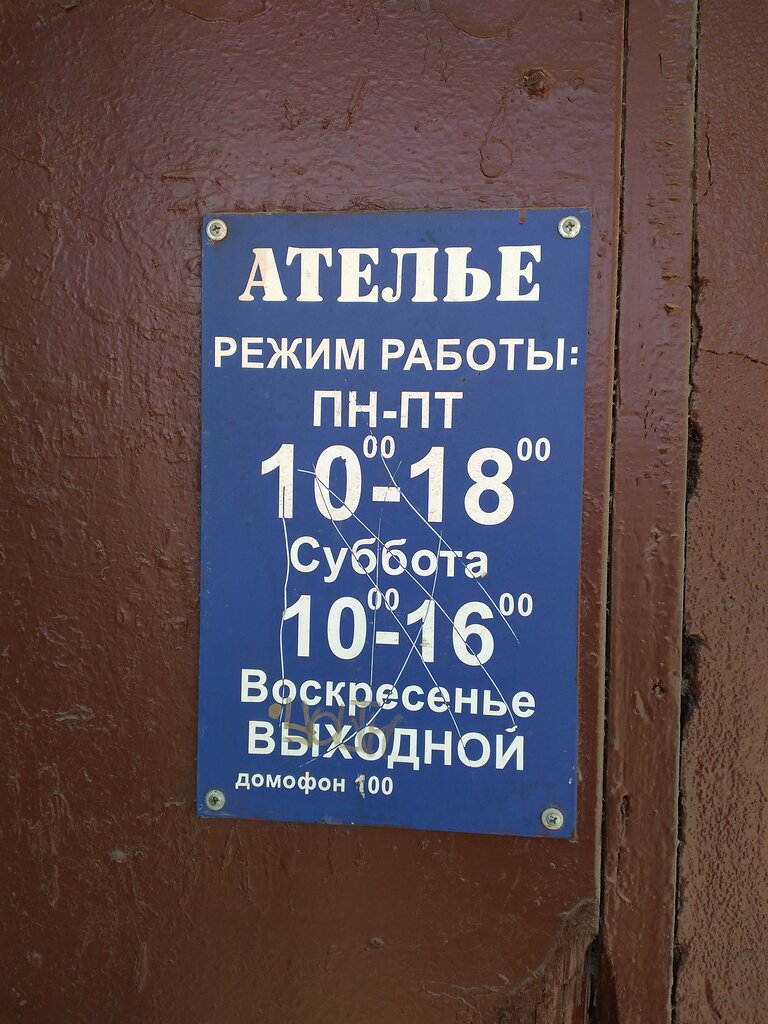 АТЕЛЬЕ
РЕЖИМ РАБОТЫ:
ПН-ПТ
10⁰⁰-18⁰⁰
Суббота
10⁰⁰-16⁰⁰
Воскресенье
ВЫХОДНОЙ
домофон 100